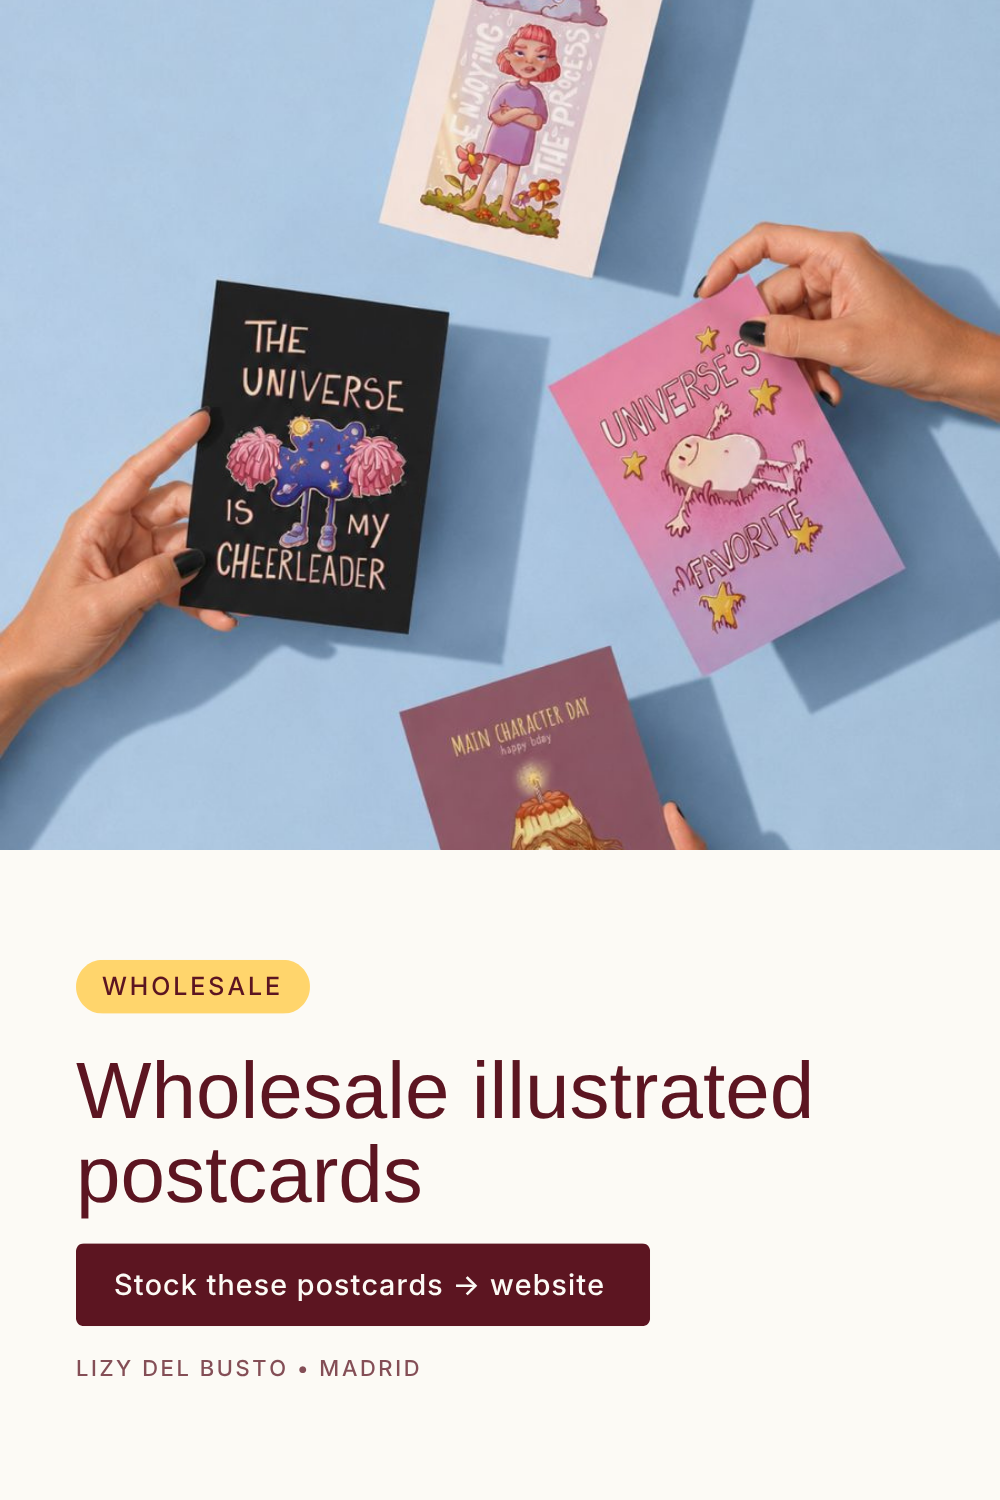 ENJOYING
THE PROCESS
THE
UNIVERSE
IS MY
CHEERLEADER
UNIVERSE'S
FAVORITE
MAIN CHARACTER DAY
happy bday
WHOLESALE
Wholesale illustrated
postcards
Stock these postcards → website
LIZY DEL BUSTO • MADRID